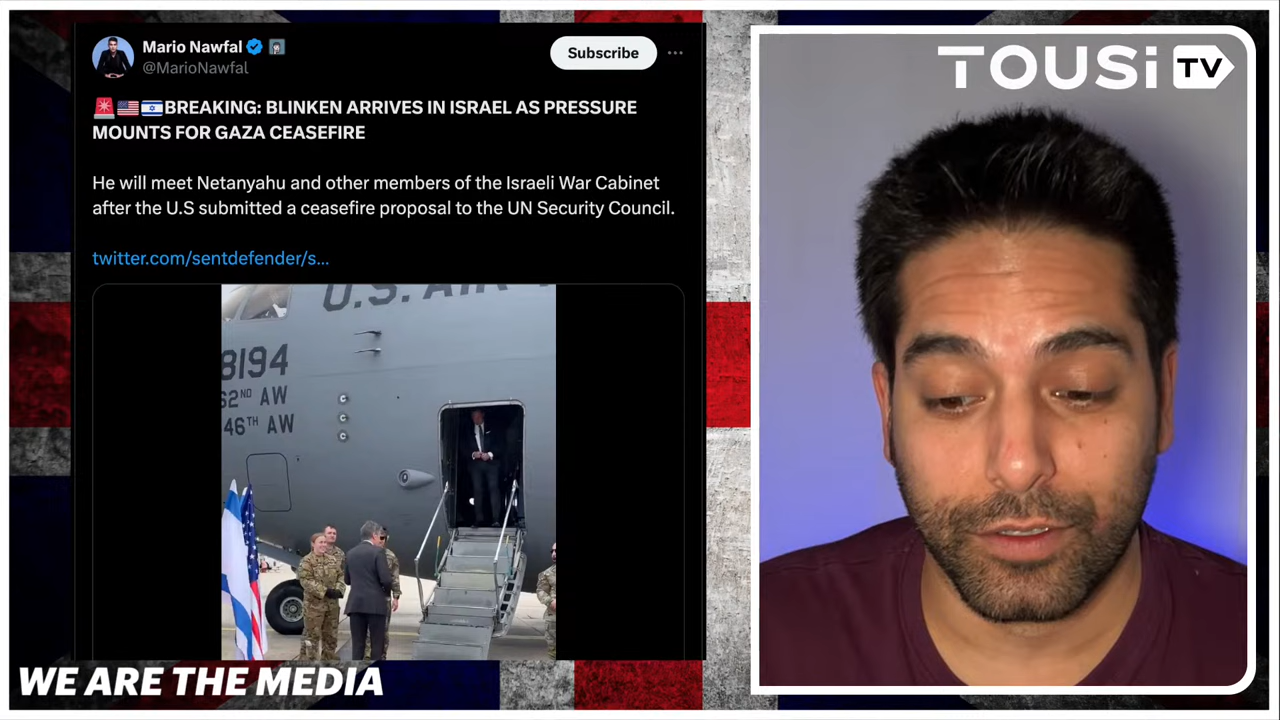 Mario Nawfal
@MarioNawfal
Subscribe
BREAKING: BLINKEN ARRIVES IN ISRAEL AS PRESSURE
MOUNTS FOR GAZA CEASEFIRE
He will meet Netanyahu and other members of the Israeli War Cabinet
after the U.S submitted a ceasefire proposal to the UN Security Council.
twitter.com/sentdefender/s...
U.S. AIR
8194
62ND AW
446TH AW
TOUSi TV
WE ARE THE MEDIA